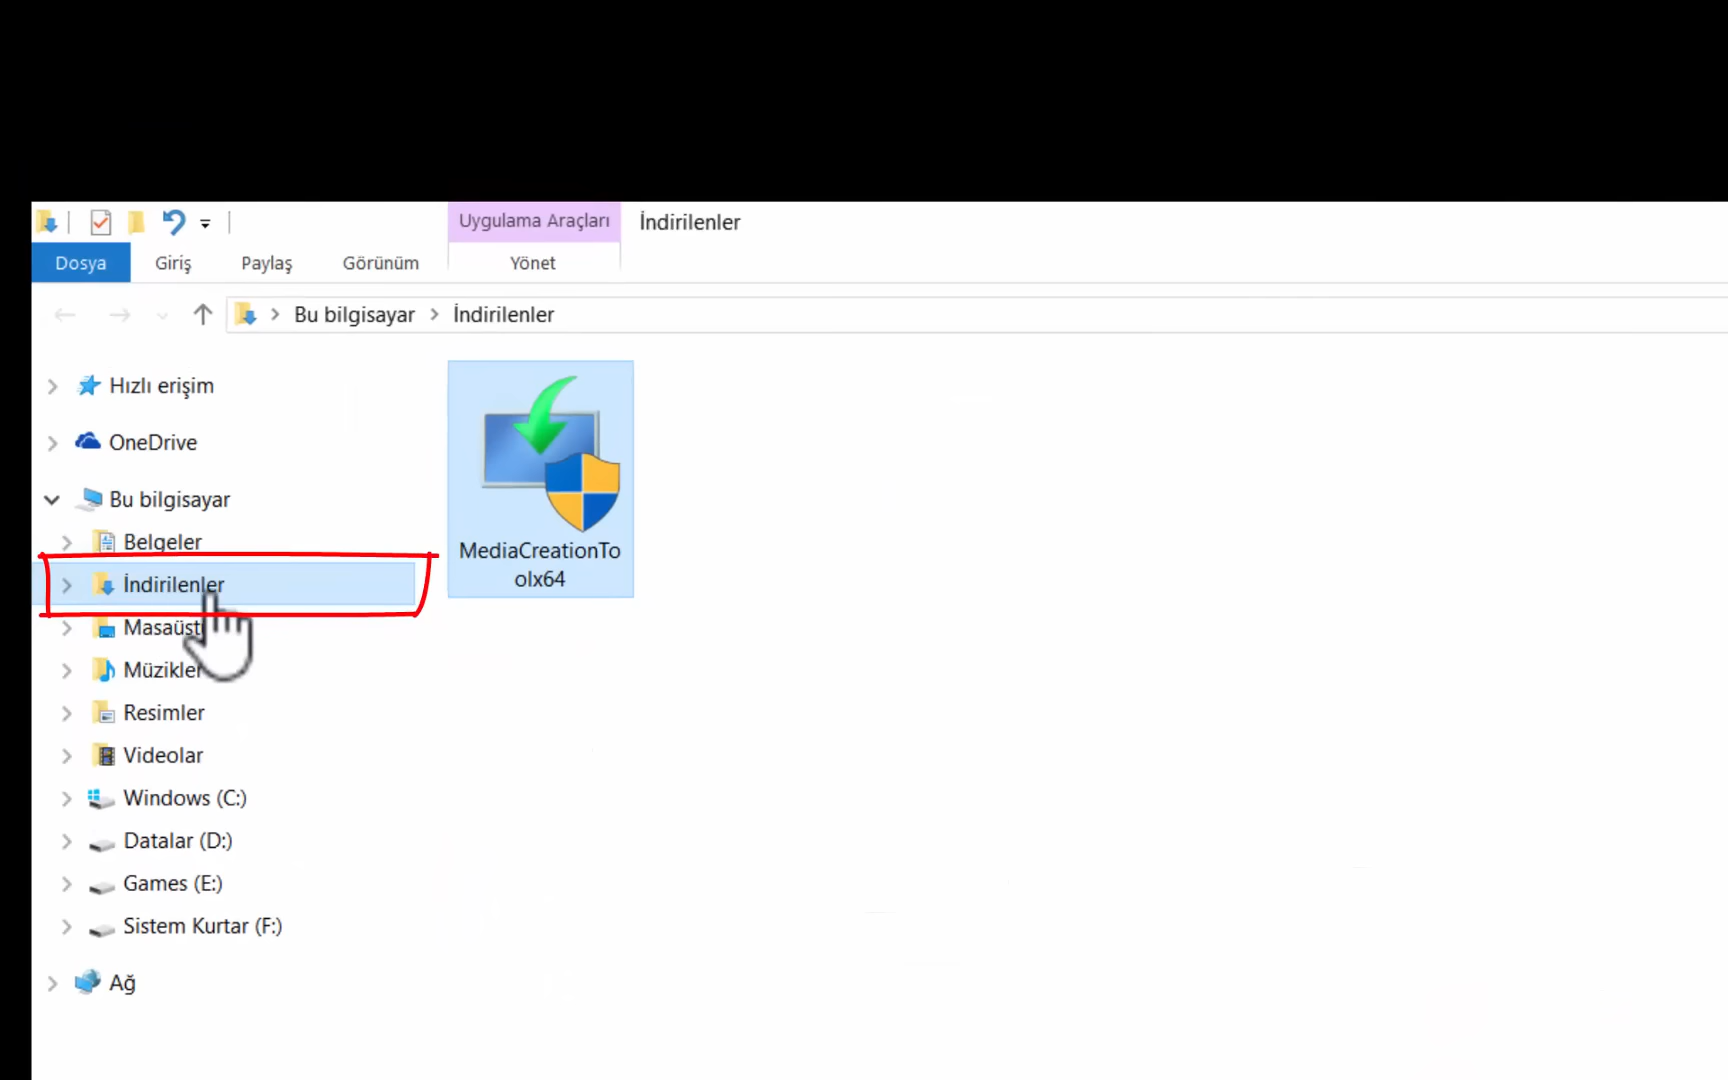 Uygulama Araçları
İndirilenler
Dosya
Giriş
Paylaş
Görünüm
Yönet
Bu bilgisayar
İndirilenler
Hızlı erişim
OneDrive
Bu bilgisayar
Belgeler
İndirilenler
Müzikler
Resimler
Videolar
Windows (C:)
Datalar (D:)
Games (E:)
Sistem Kurtar (F:)
Ağ
MediaCreationTo
olx64